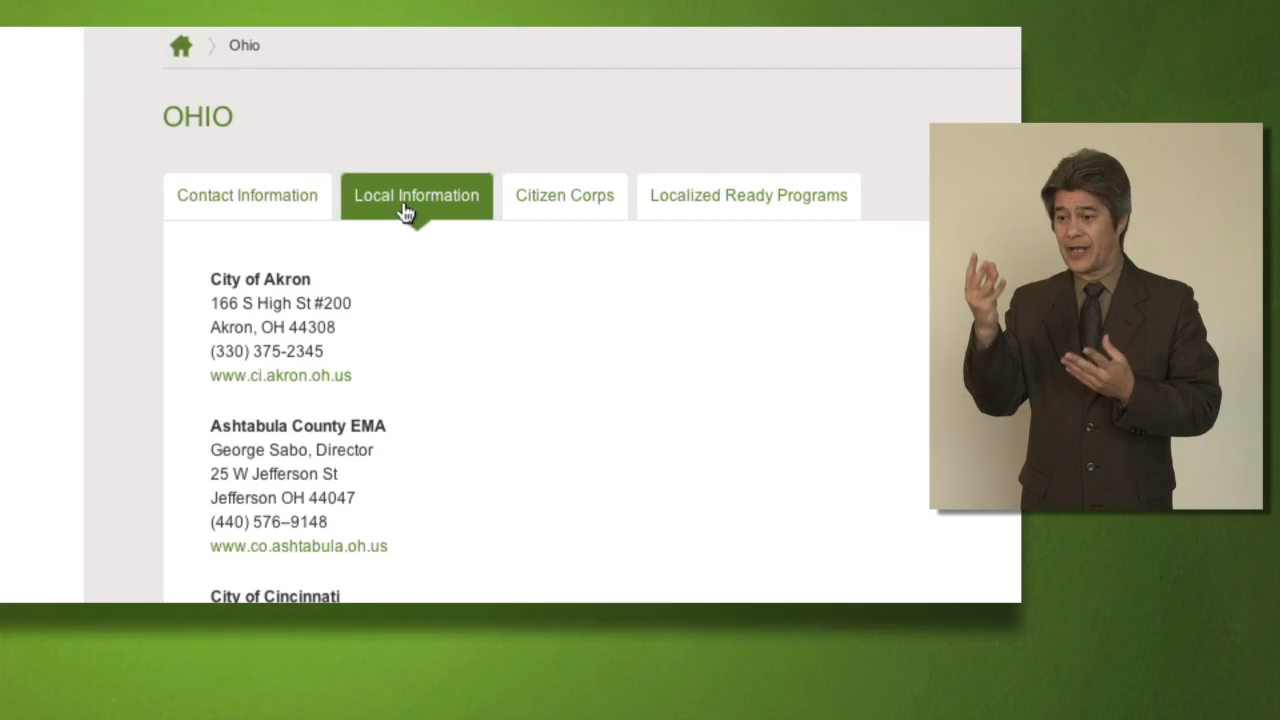 Ohio
OHIO
Contact Information
Local Information
Citizen Corps
Localized Ready Programs
City of Akron
166 S High St #200
Akron, OH 44308
(330) 375-2345
www.ci.akron.oh.us
Ashtabula County EMA
George Sabo, Director
25 W Jefferson St
Jefferson OH 44047
(440) 576–9148
www.co.ashtabula.oh.us
City of Cincinnati